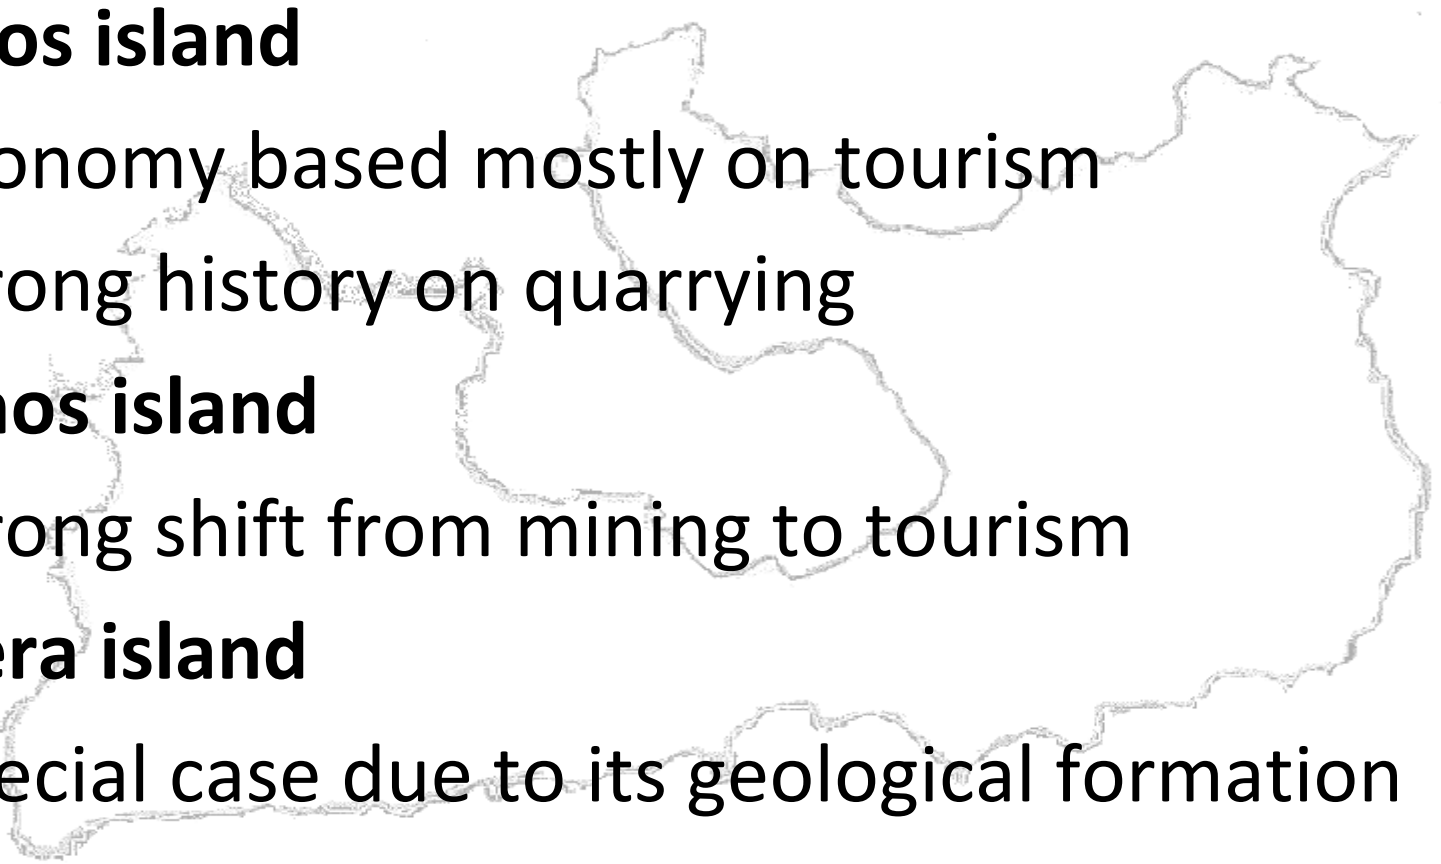 os island
onomy based mostly on tourism
rong history on quarrying
nos island
rong shift from mining to tourism
era island
ecial case due to its geological formation